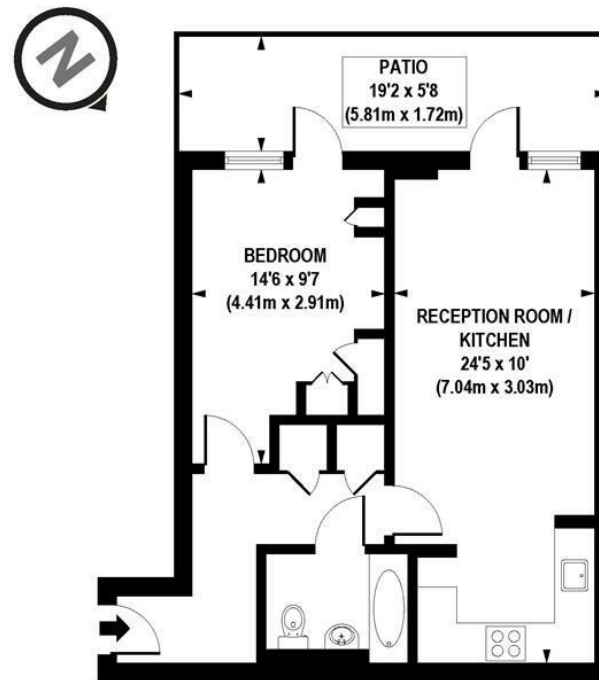 N
PATIO
19'2 x 5'8
(5.81m x 1.72m)
BEDROOM
14'6 x 9'7
(4.41m x 2.91m)
RECEPTION ROOM /
KITCHEN
24'5 x 10'
(7.04m x 3.03m)